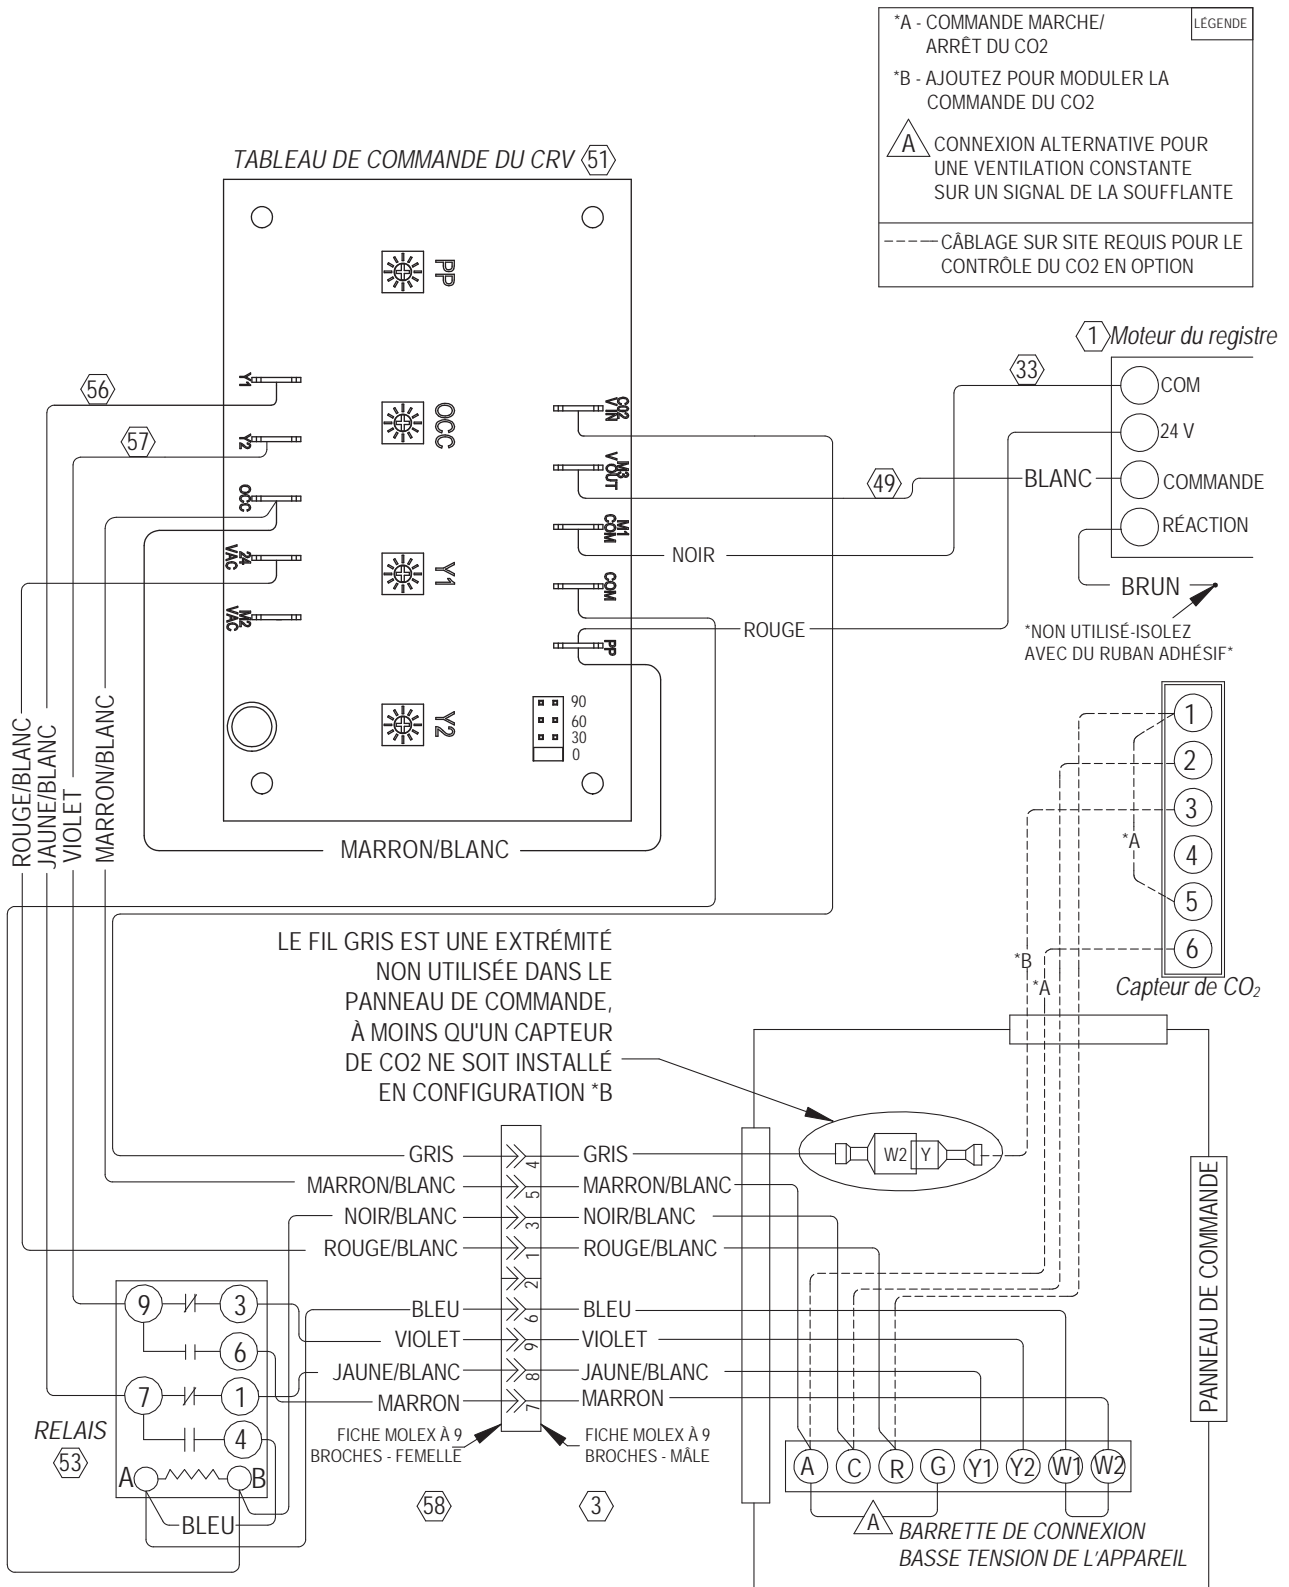 *A - COMMANDE MARCHE/
ARRÊT DU CO2
LÉGENDE
*B - AJOUTEZ POUR MODULER LA
COMMANDE DU CO2
A
CONNEXION ALTERNATIVE POUR
UNE VENTILATION CONSTANTE
SUR UN SIGNAL DE LA SOUFFLANTE
CÂBLAGE SUR SITE REQUIS POUR LE
CONTRÔLE DU CO2 EN OPTION
TABLEAU DE COMMANDE DU CRV 51
PP
OCC
Y1
Y2
Y1
Y2
OCC
24
VAC
M2
VAC
CO2
V IN
M3
V OUT
M1
COM
COM
PP
90
60
30
0
56
57
33
49
1 Moteur du registre
COM
24 V
COMMANDE
RÉACTION
BLANC
NOIR
ROUGE
BRUN
*NON UTILISÉ-ISOLEZ
AVEC DU RUBAN ADHÉSIF*
ROUGE/BLANC
JAUNE/BLANC
VIOLET
MARRON/BLANC
MARRON/BLANC
1
2
3
4
5
6
*A
*B
*A
Capteur de CO2
LE FIL GRIS EST UNE EXTRÉMITÉ
NON UTILISÉE DANS LE
PANNEAU DE COMMANDE,
À MOINS QU'UN CAPTEUR
DE CO2 NE SOIT INSTALLÉ
EN CONFIGURATION *B
W2 Y
GRIS 4 GRIS
MARRON/BLANC 5 MARRON/BLANC
NOIR/BLANC 3 NOIR/BLANC
ROUGE/BLANC 1 ROUGE/BLANC
2
BLEU 6 BLEU
VIOLET 9 VIOLET
JAUNE/BLANC 8 JAUNE/BLANC
MARRON 7 MARRON
FICHE MOLEX À 9
BROCHES - FEMELLE
FICHE MOLEX À 9
BROCHES - MÂLE
58
3
9 3
6
7 1
4
A B
RELAIS
53
BLEU
PANNEAU DE COMMANDE
A C R G Y1 Y2 W1 W2
A
BARRETTE DE CONNEXION
BASSE TENSION DE L'APPAREIL